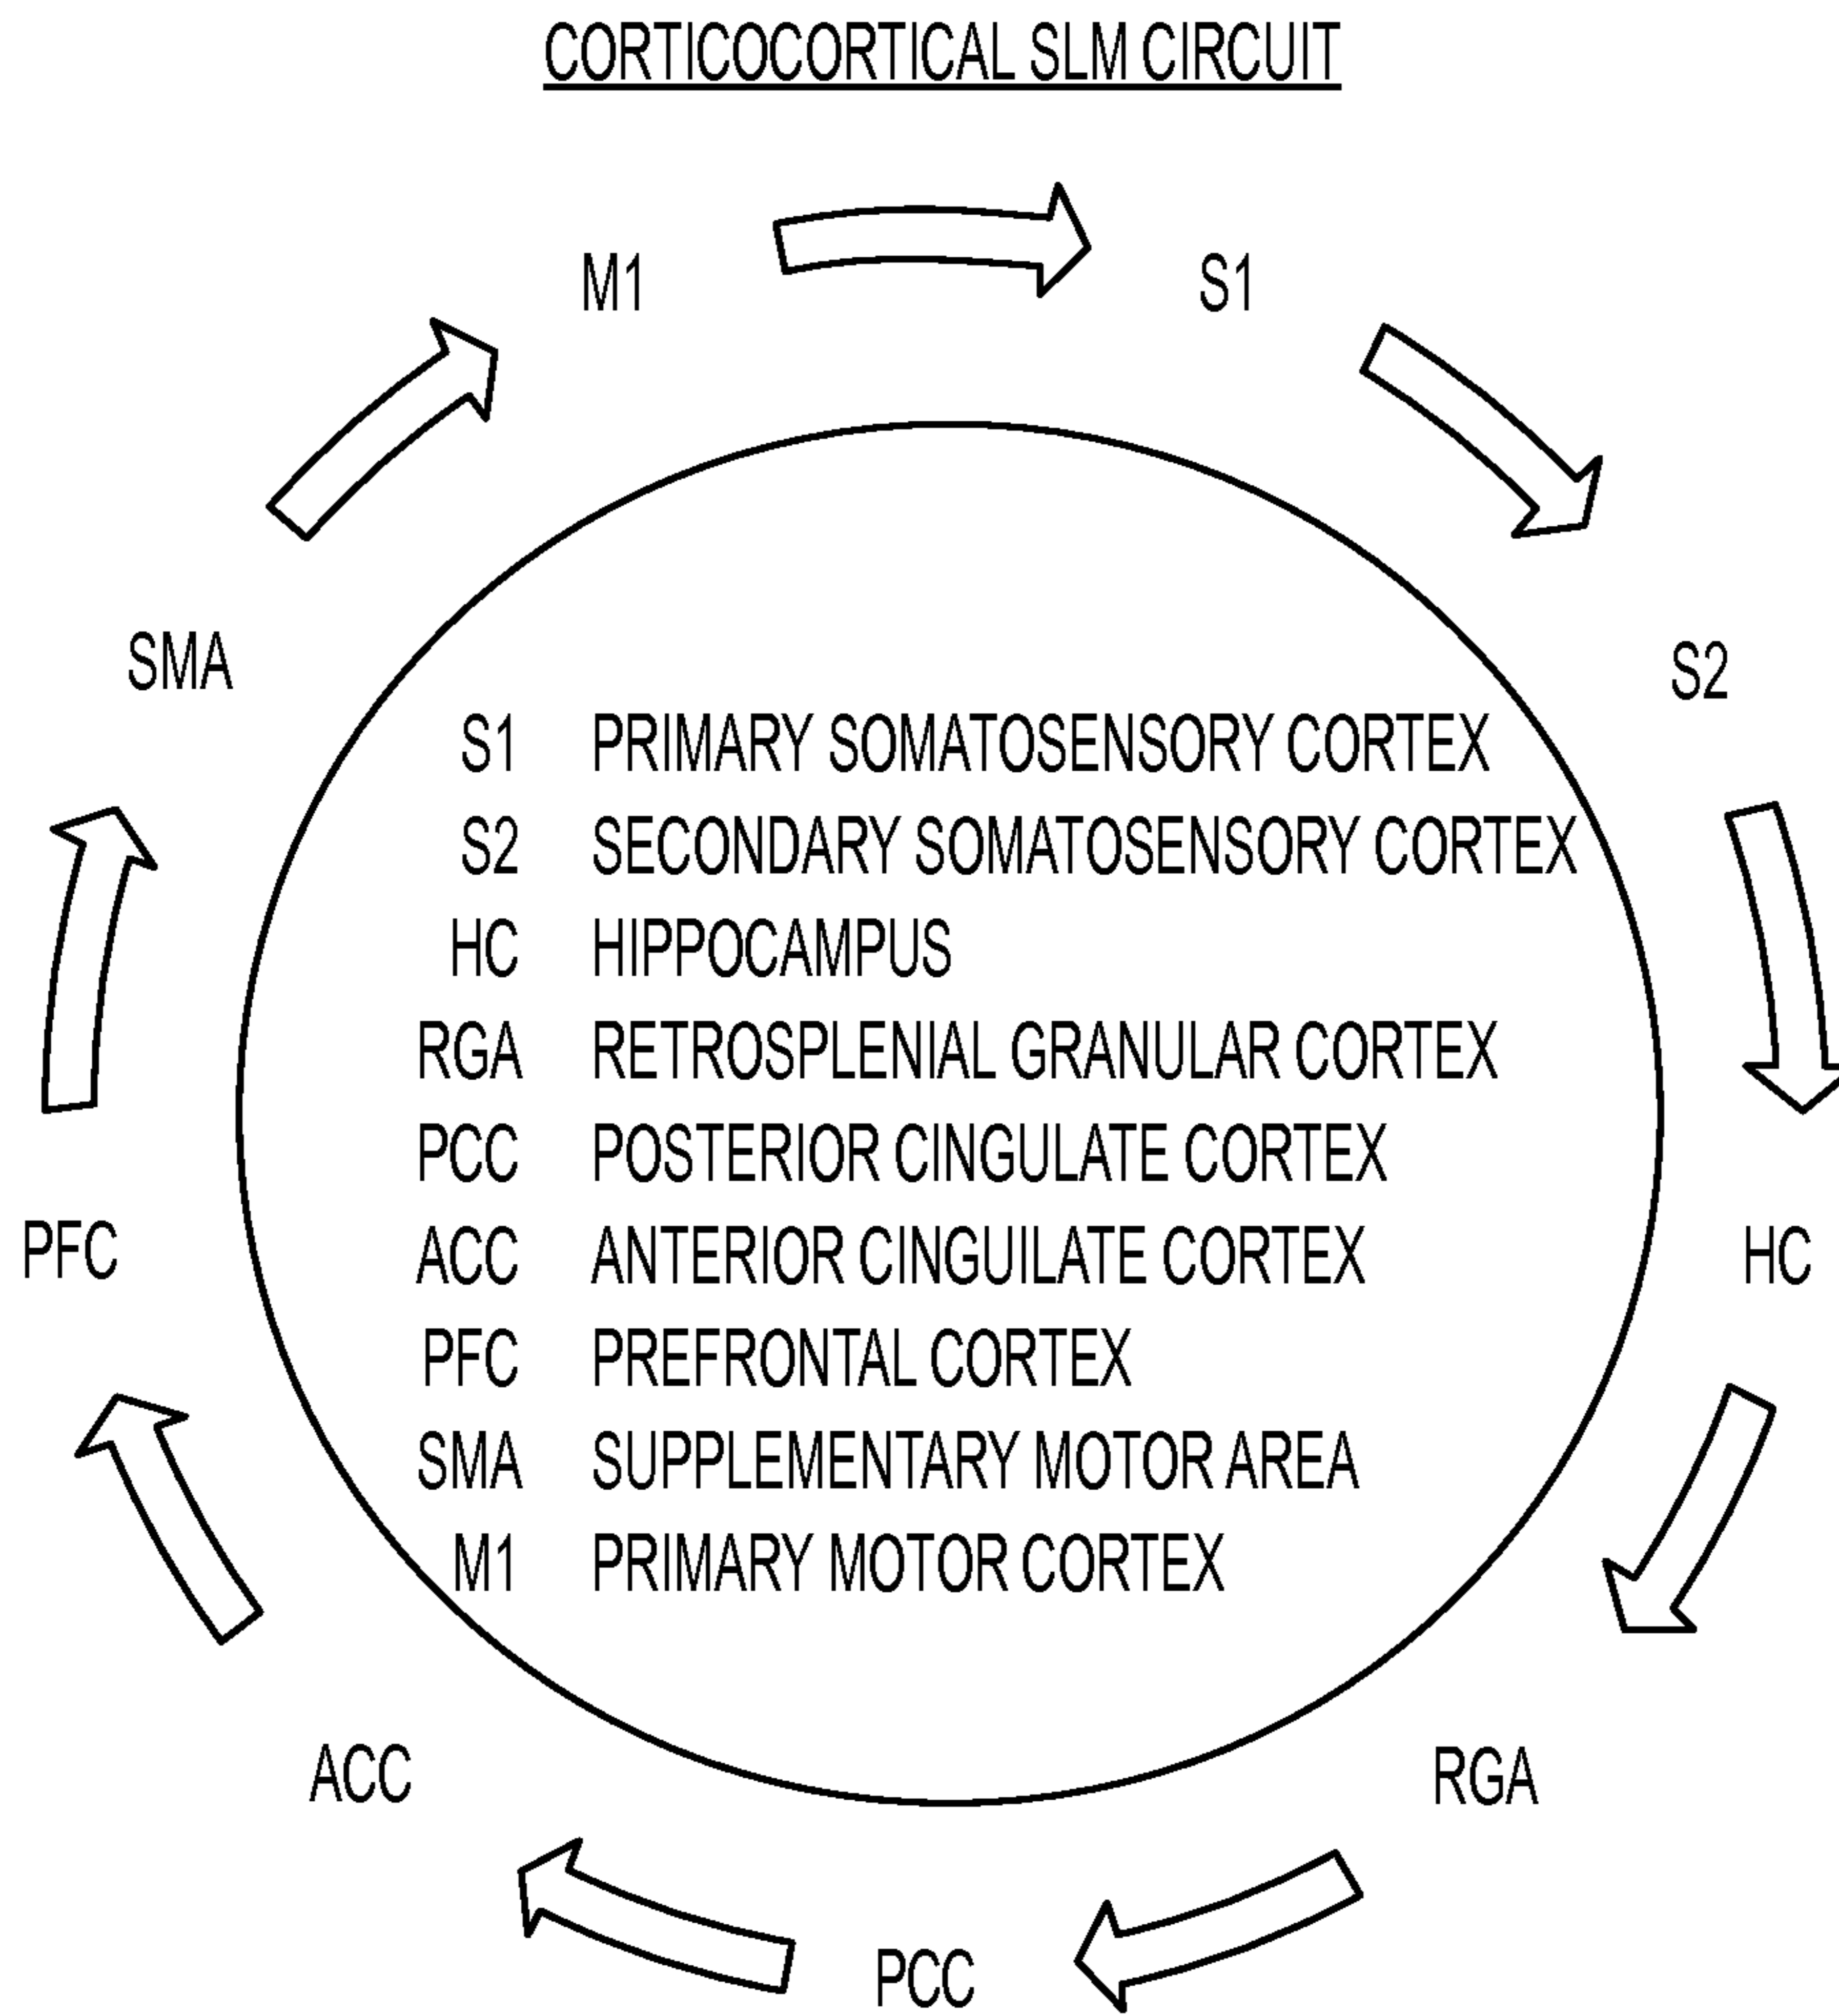 CORTICOCORTICAL SLM CIRCUIT
M1
S1
SMA
S2
S1 PRIMARY SOMATOSENSORY CORTEX
S2 SECONDARY SOMATOSENSORY CORTEX
HC HIPPOCAMPUS
RGA RETROSPLENIAL GRANULAR CORTEX
PCC POSTERIOR CINGULATE CORTEX
ACC ANTERIOR CINGUILATE CORTEX
PFC PREFRONTAL CORTEX
SMA SUPPLEMENTARY MOTOR AREA
M1 PRIMARY MOTOR CORTEX
PFC
HC
ACC
RGA
PCC